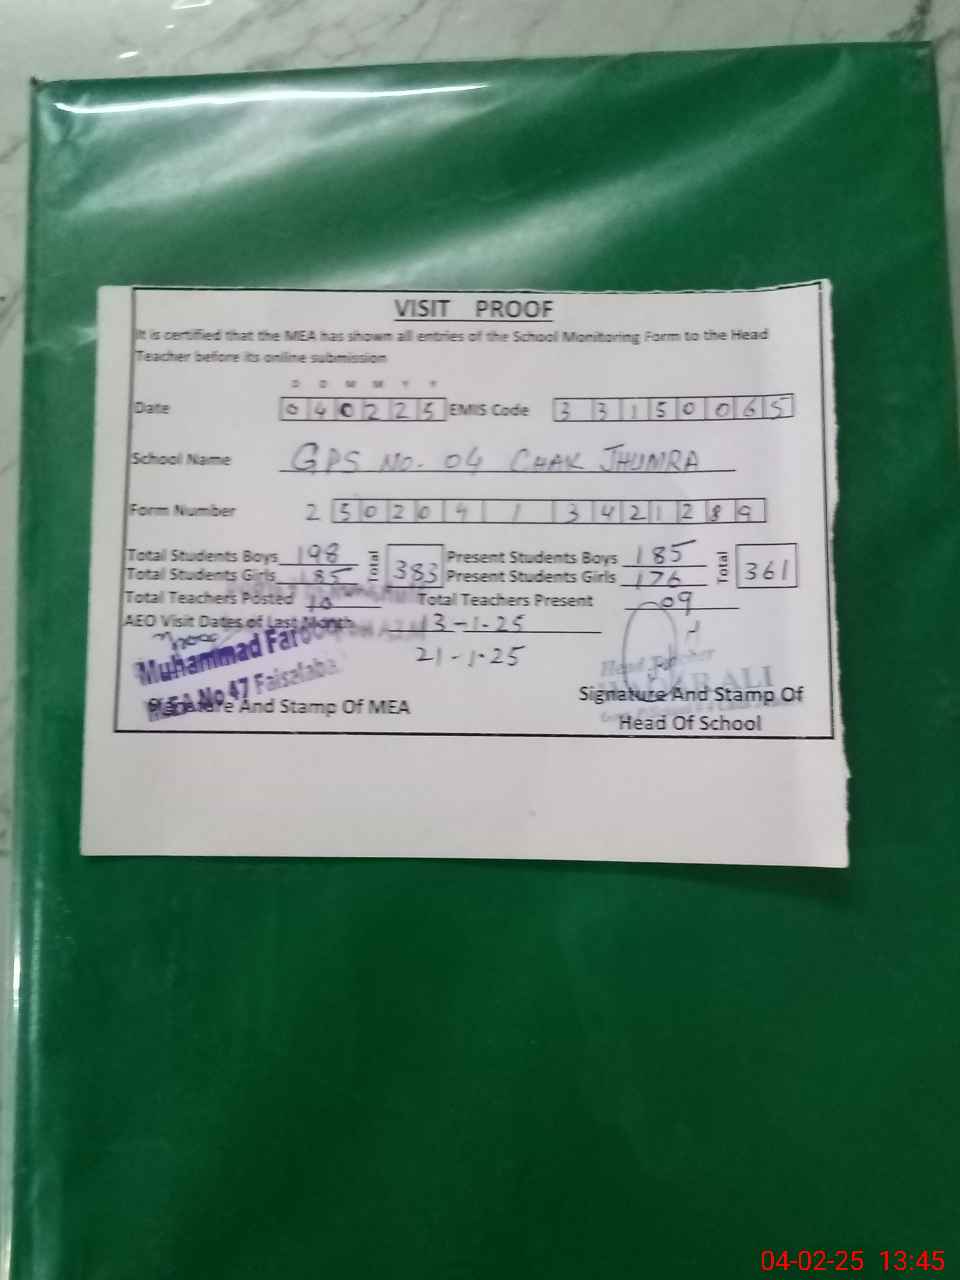 VISIT PROOF
It is certified that the MEA has shown all entries of the School Monitoring Form to the Head
Teacher before its online submission
D D M M Y Y
Date 0 4 0 2 2 5 EMIS Code 3 3 1 5 0 0 6 5
School Name GPS NO. 04 CHAK JHUMRA
Form Number 2 5 0 2 0 4 1 3 4 2 1 2 8 9
Total Students Boys 198 Total 383 Present Students Boys 185 Total 361
Total Students Girls 185 Present Students Girls 176
Total Teachers Posted 10 Total Teachers Present 09
AEO Visit Dates of Last Month 13-1-25
21-1-25
Muhammad Farooq
MEA No 47 Faisalabad
Head Teacher
ALI
Signature And Stamp Of MEA
Signature And Stamp Of
Head Of School
04-02-25 13:45